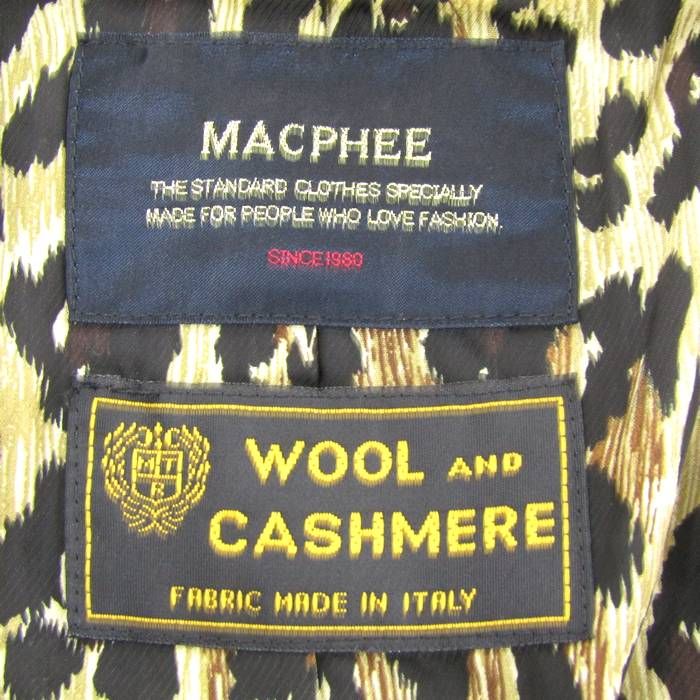 MACPHEE
THE STANDARD CLOTHES SPECIALLY
MADE FOR PEOPLE WHO LOVE FASHION.
SINCE1980
MT
R
WOOL AND
CASHMERE
FABRIC MADE IN ITALY